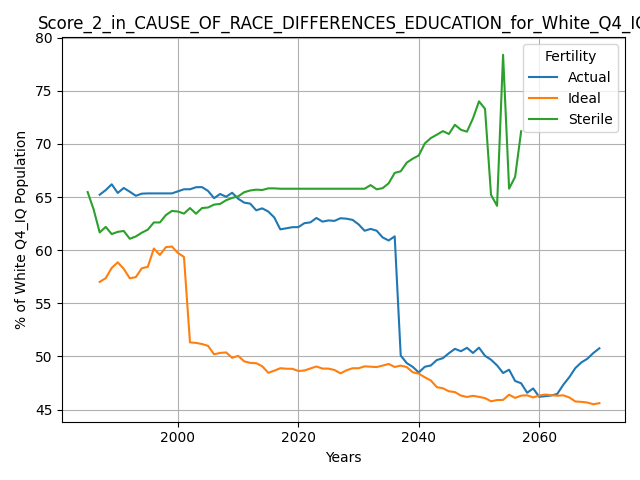 Score_2_in_CAUSE_OF_RACE_DIFFERENCES_EDUCATION_for_White_Q4_IQ
80
75
70
65
60
55
50
45
% of White Q4_IQ Population
Fertility
Actual
Ideal
Sterile
2000
2020
2040
2060
Years